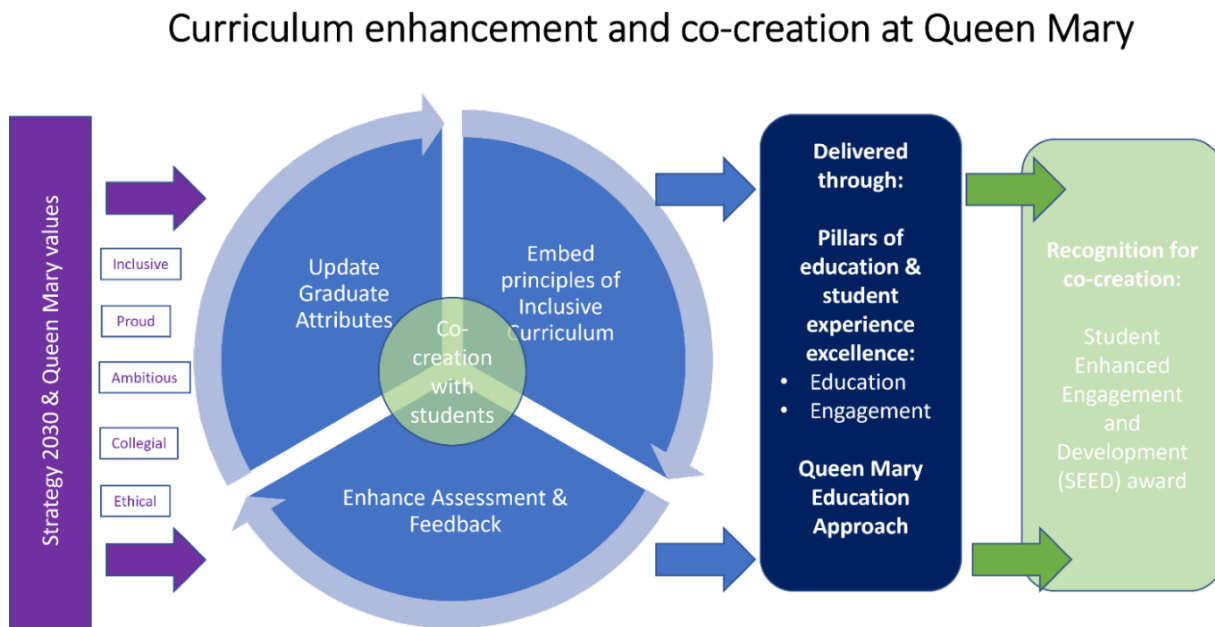 Curriculum enhancement and co-creation at Queen Mary
Strategy 2030 & Queen Mary values
Inclusive
Proud
Ambitious
Collegial
Ethical
Update
Graduate
Attributes
Embed
principles of
Inclusive
Curriculum
Co-
creation
with
students
Enhance Assessment &
Feedback
Delivered
through:
Pillars of
education &
student
experience
excellence:
• Education
• Engagement
Queen Mary
Education
Approach
Recognition for
co-creation:
Student
Enhanced
Engagement
and
Development
(SEED) award